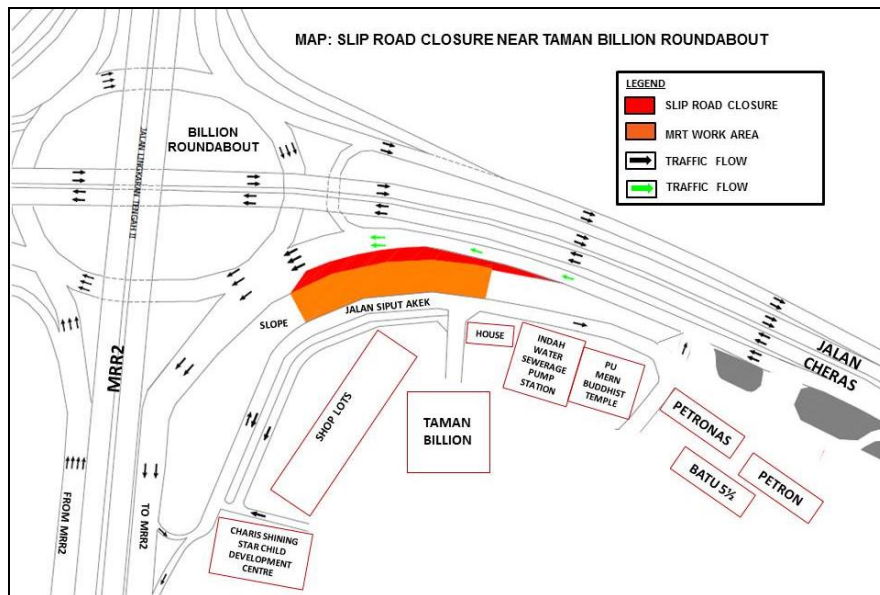 MAP: SLIP ROAD CLOSURE NEAR TAMAN BILLION ROUNDABOUT
LEGEND
SLIP ROAD CLOSURE
MRT WORK AREA
TRAFFIC FLOW
TRAFFIC FLOW
BILLION
ROUNDABOUT
JALAN LINGKARAN TENGAH II
JALAN SIPUT AKEK
SLOPE
MRR2
HOUSE
INDAH
WATER
SEWERAGE
PUMP
STATION
PU
MERN
BUDDHIST
TEMPLE
JALAN
CHERAS
SHOP LOTS
TAMAN
BILLION
PETRONAS
BATU 5½
PETRON
FROM MRR2
TO MRR2
CHARIS SHINING
STAR CHILD
DEVELOPMENT
CENTRE